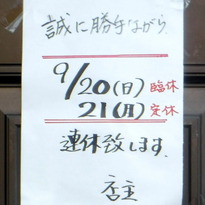 誠に勝手ながら
9/20(日) 臨休
21(月) 定休
連休致します.
店主